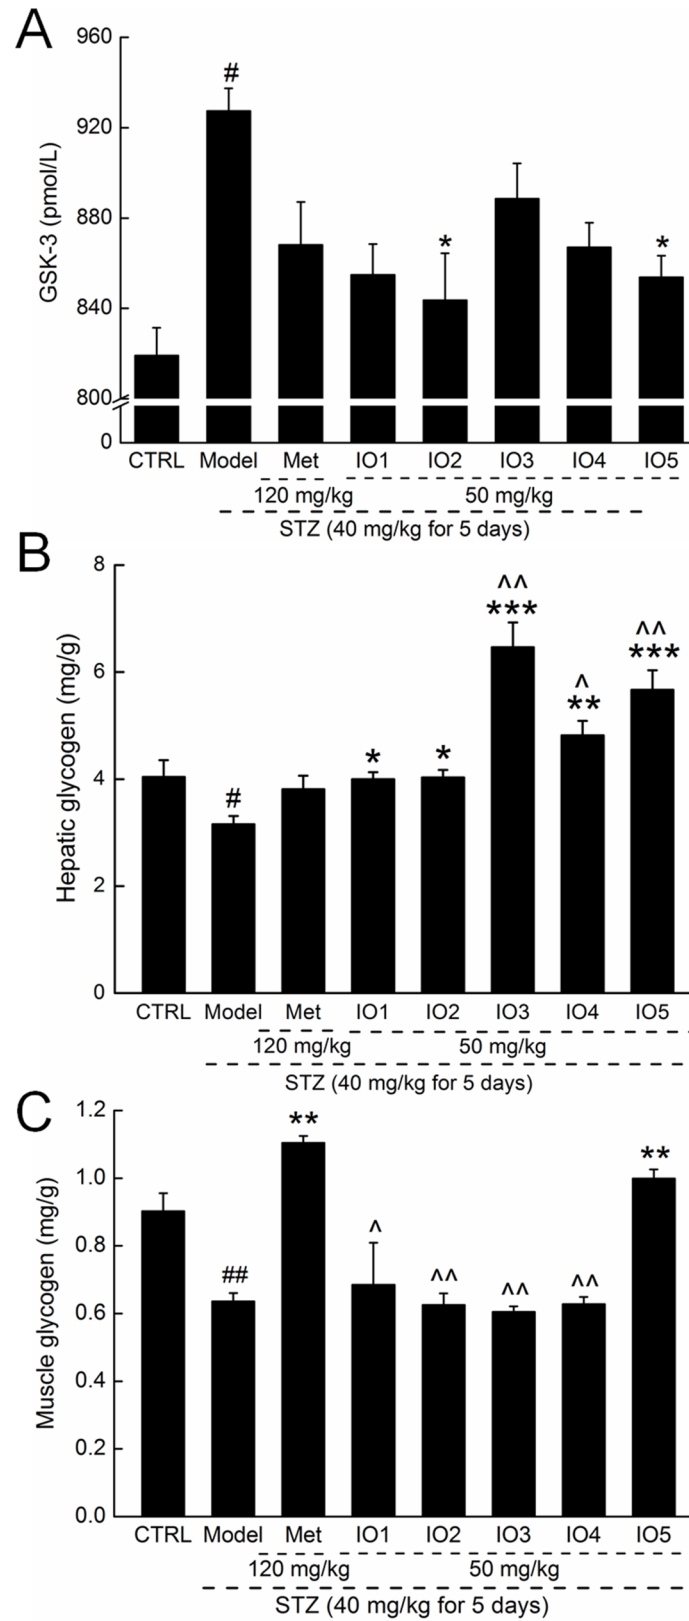 A
960
#
920
880
*
*
840
800
0
GSK-3 (pmol/L)
CTRL Model Met IO1 IO2 IO3 IO4 IO5
120 mg/kg 50 mg/kg
STZ (40 mg/kg for 5 days)
B
8
^^
***
^^
***
6
^
**
*
*
4
#
2
0
Hepatic glycogen (mg/g)
CTRL Model Met IO1 IO2 IO3 IO4 IO5
120 mg/kg 50 mg/kg
STZ (40 mg/kg for 5 days)
C
1.2
**
**
1.0
0.8
^
##
^^
^^
^^
0.6
0.4
0.2
0.0
Muscle glycogen (mg/g)
CTRL Model Met IO1 IO2 IO3 IO4 IO5
120 mg/kg 50 mg/kg
STZ (40 mg/kg for 5 days)